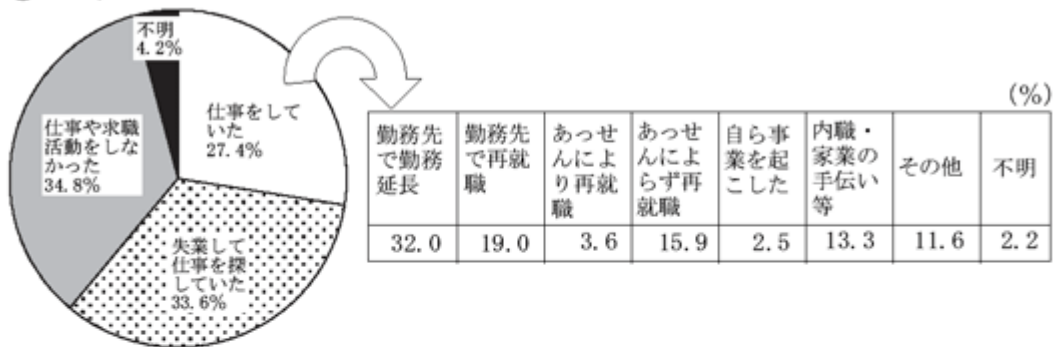 不明
4.2%
仕事をして
いた
27.4%
仕事や求職
活動をしな
かった
34.8%
失業して
仕事を探
していた
33.6%
(%)
勤務先
で勤務
延長
勤務先
で再就
職
あっせ
んによ
り再就
職
あっせ
んによ
らず再
就職
自ら事
業を起
こした
内職・
家業の
手伝い
等
その他
不明
32.0
19.0
3.6
15.9
2.5
13.3
11.6
2.2